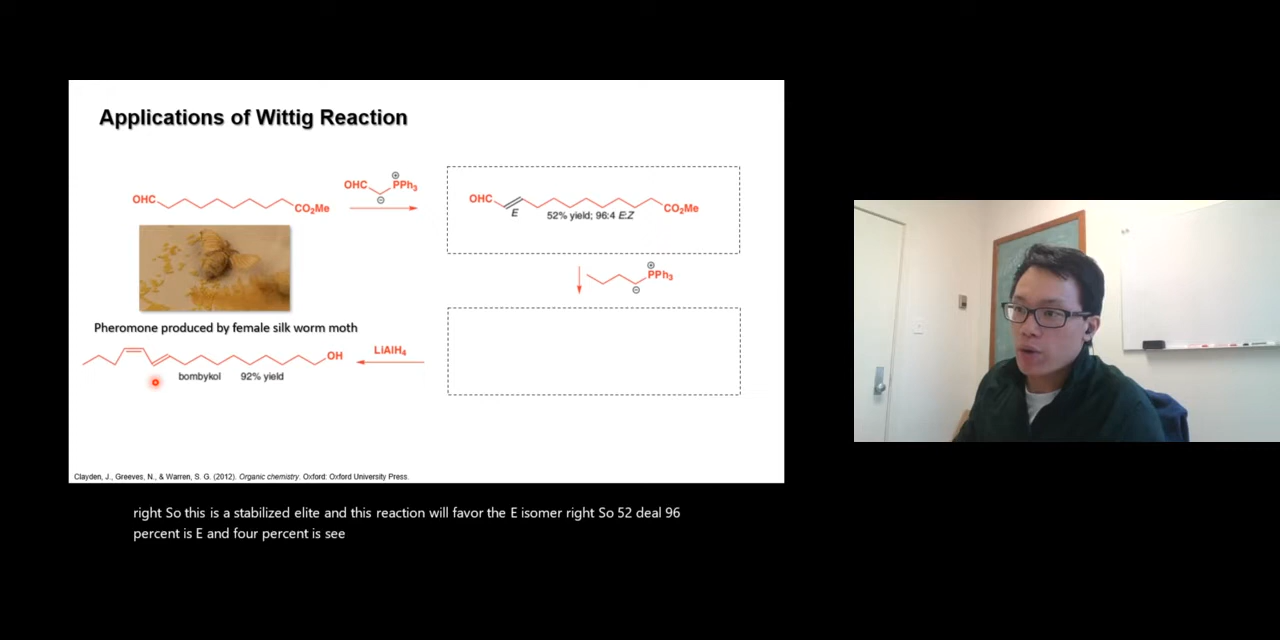 Applications of Wittig Reaction
OHC
CO₂Me
OHC
⊕
PPh₃
⊖
OHC
E
52% yield; 96:4 E:Z
CO₂Me
⊕
PPh₃
⊖
Pheromone produced by female silk worm moth
OH
bombykol 92% yield
LiAlH₄
Clayden, J., Greeves, N., & Warren, S. G. (2012). Organic chemistry. Oxford: Oxford University Press.
right So this is a stabilized elite and this reaction will favor the E isomer right So 52 deal 96
percent is E and four percent is see